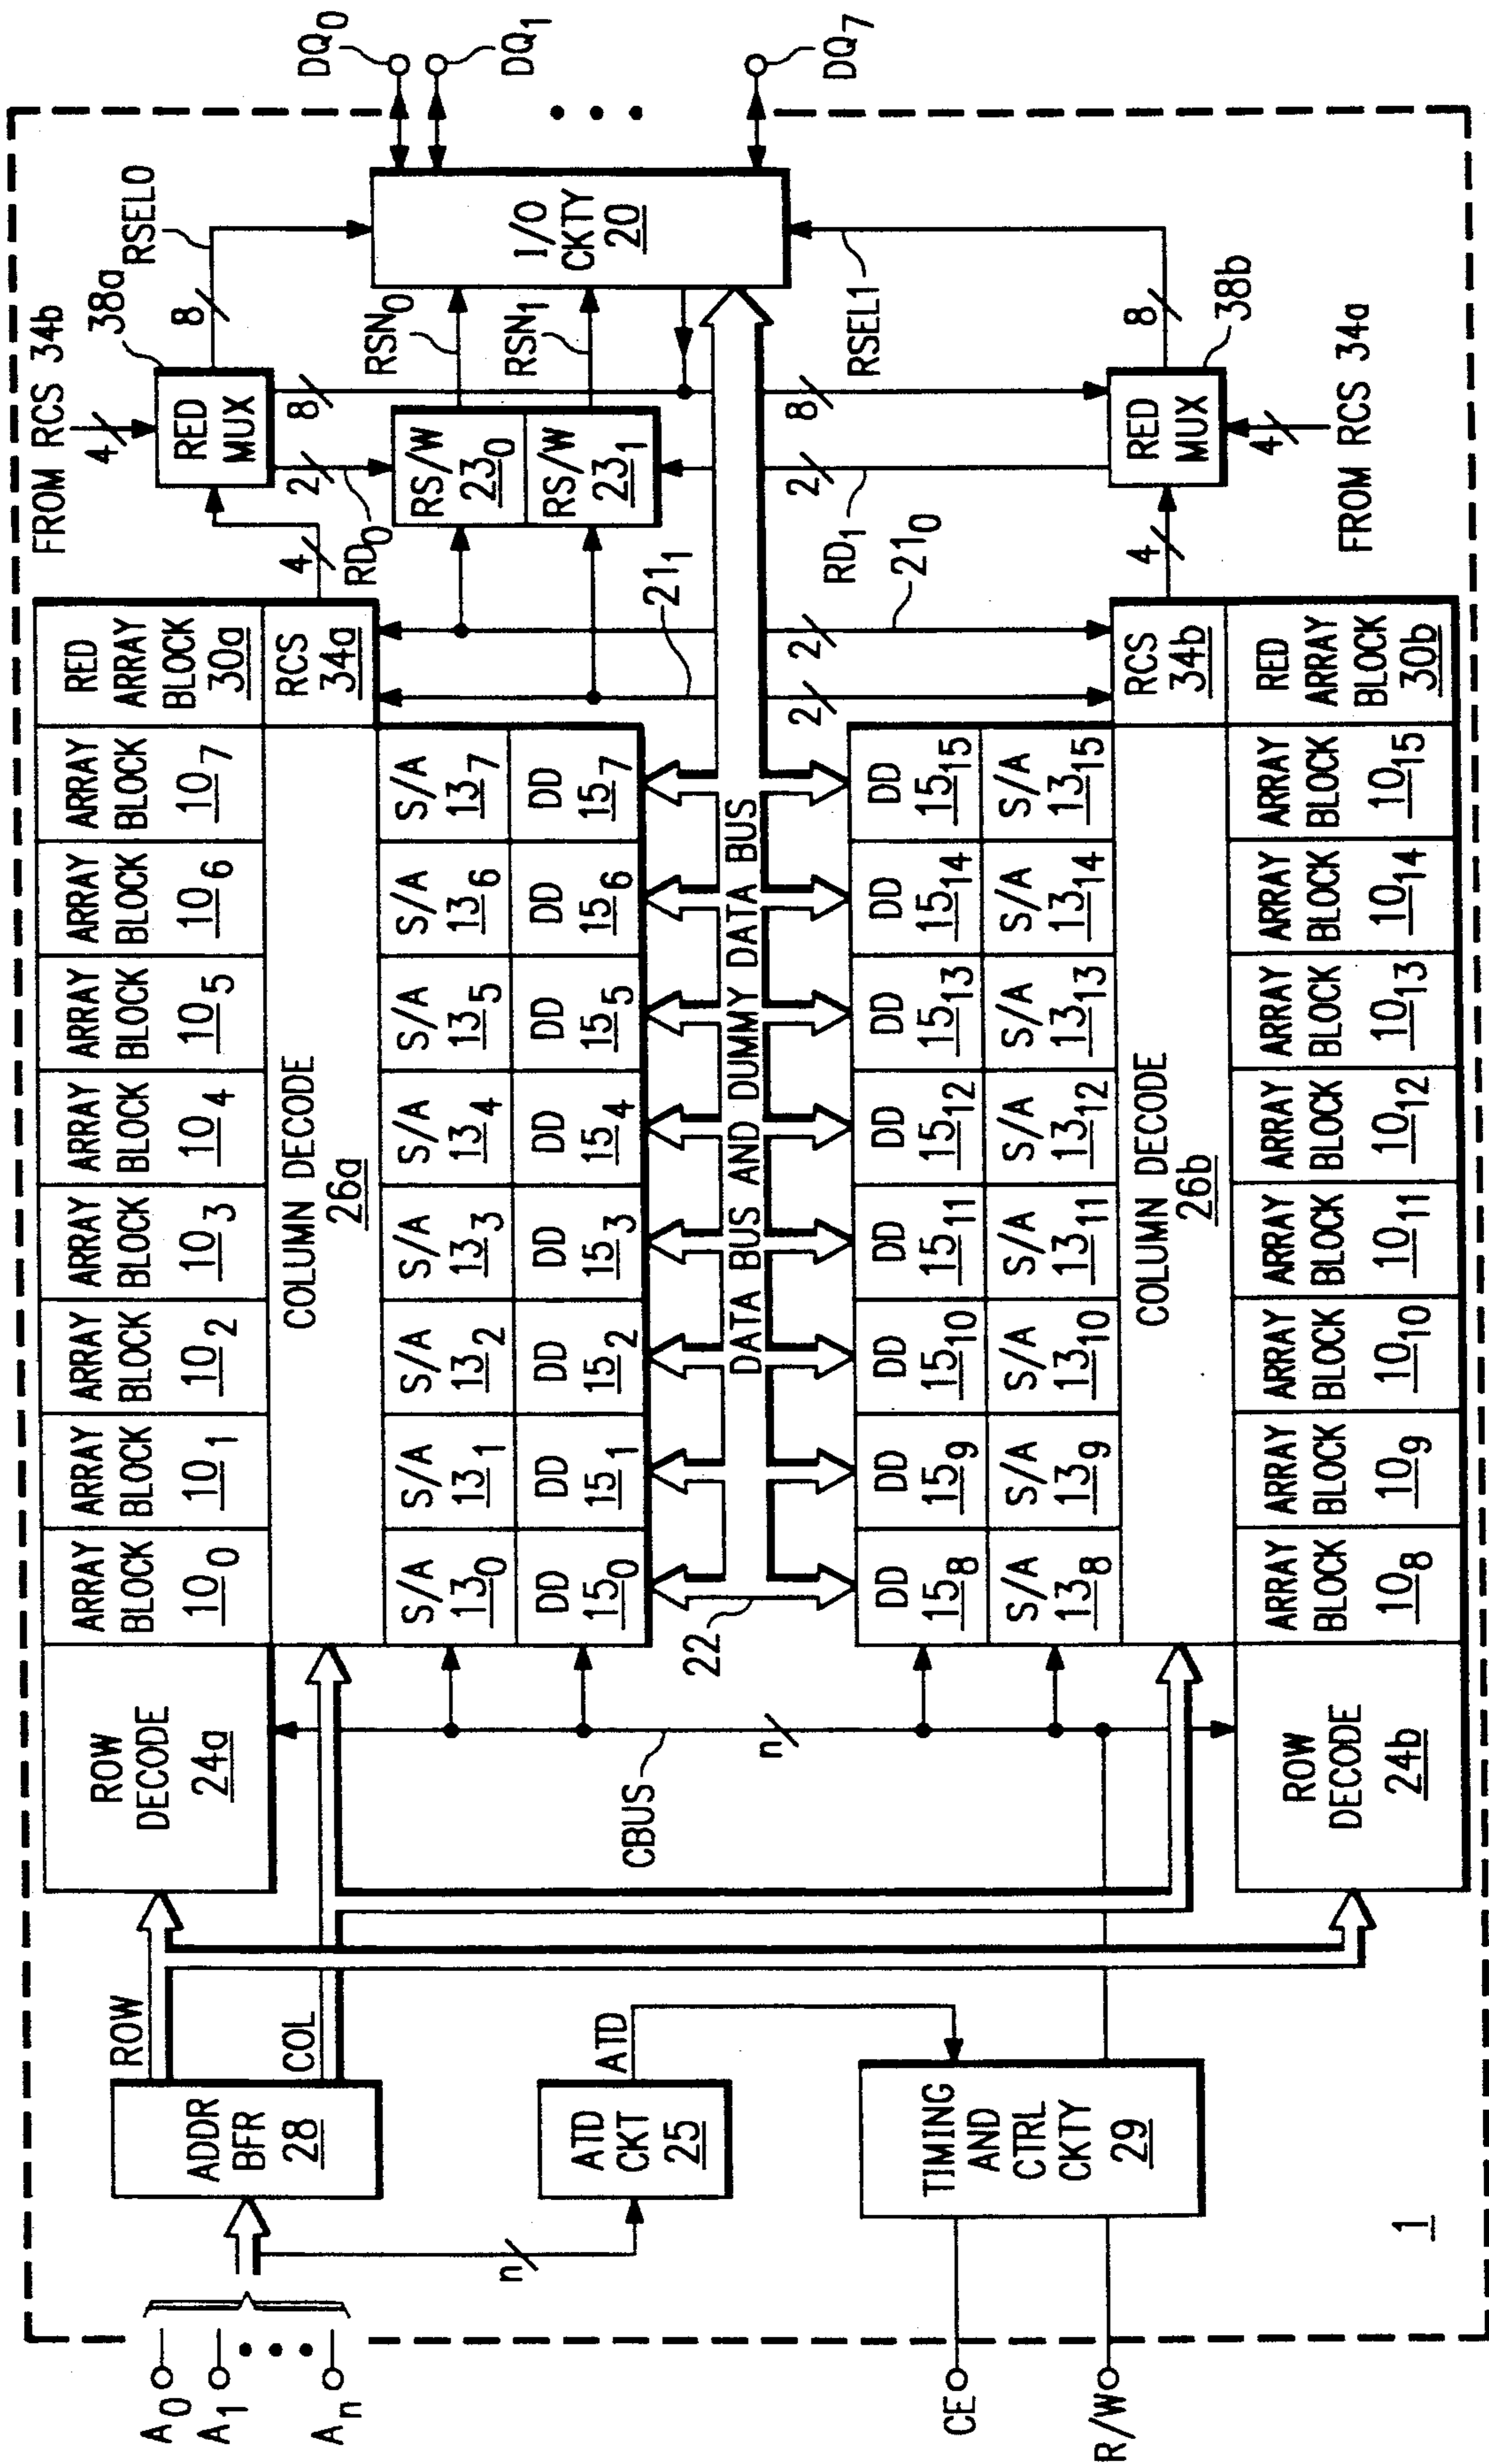 A0
A1
An
n
ADDR
BFR
28
ROW
COL
ATD
CKT
25
ATD
CE
R/W
TIMING
AND
CTRL
CKTY
29
1
ROW
DECODE
24a
ROW
DECODE
24b
CBUS
n
22
ARRAY
BLOCK
100
ARRAY
BLOCK
101
ARRAY
BLOCK
102
ARRAY
BLOCK
103
ARRAY
BLOCK
104
ARRAY
BLOCK
105
ARRAY
BLOCK
106
ARRAY
BLOCK
107
RED
ARRAY
BLOCK
30a
COLUMN DECODE
26a
RCS
34a
S/A
130
S/A
131
S/A
132
S/A
133
S/A
134
S/A
135
S/A
136
S/A
137
DD
150
DD
151
DD
152
DD
153
DD
154
DD
155
DD
156
DD
157
DATA BUS AND DUMMY DATA BUS
DD
158
DD
159
DD
1510
DD
1511
DD
1512
DD
1513
DD
1514
DD
1515
S/A
138
S/A
139
S/A
1310
S/A
1311
S/A
1312
S/A
1313
S/A
1314
S/A
1315
COLUMN DECODE
26b
RCS
34b
ARRAY
BLOCK
108
ARRAY
BLOCK
109
ARRAY
BLOCK
1010
ARRAY
BLOCK
1011
ARRAY
BLOCK
1012
ARRAY
BLOCK
1013
ARRAY
BLOCK
1014
ARRAY
BLOCK
1015
RED
ARRAY
BLOCK
30b
FROM RCS 34b
4
38a
RED
MUX
4
RD0
2
8
8
RSEL0
RS/W
230
RS/W
231
RSN0
RSN1
211
2
2
210
RD1
2
8
I/O
CKTY
20
DQ0
DQ1
DQ7
RSEL1
8
38b
RED
MUX
4
4
FROM RCS 34a